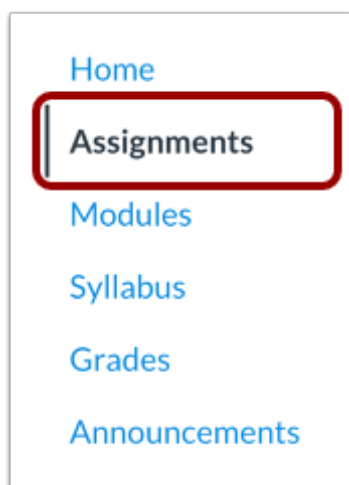 Home
Assignments
Modules
Syllabus
Grades
Announcements